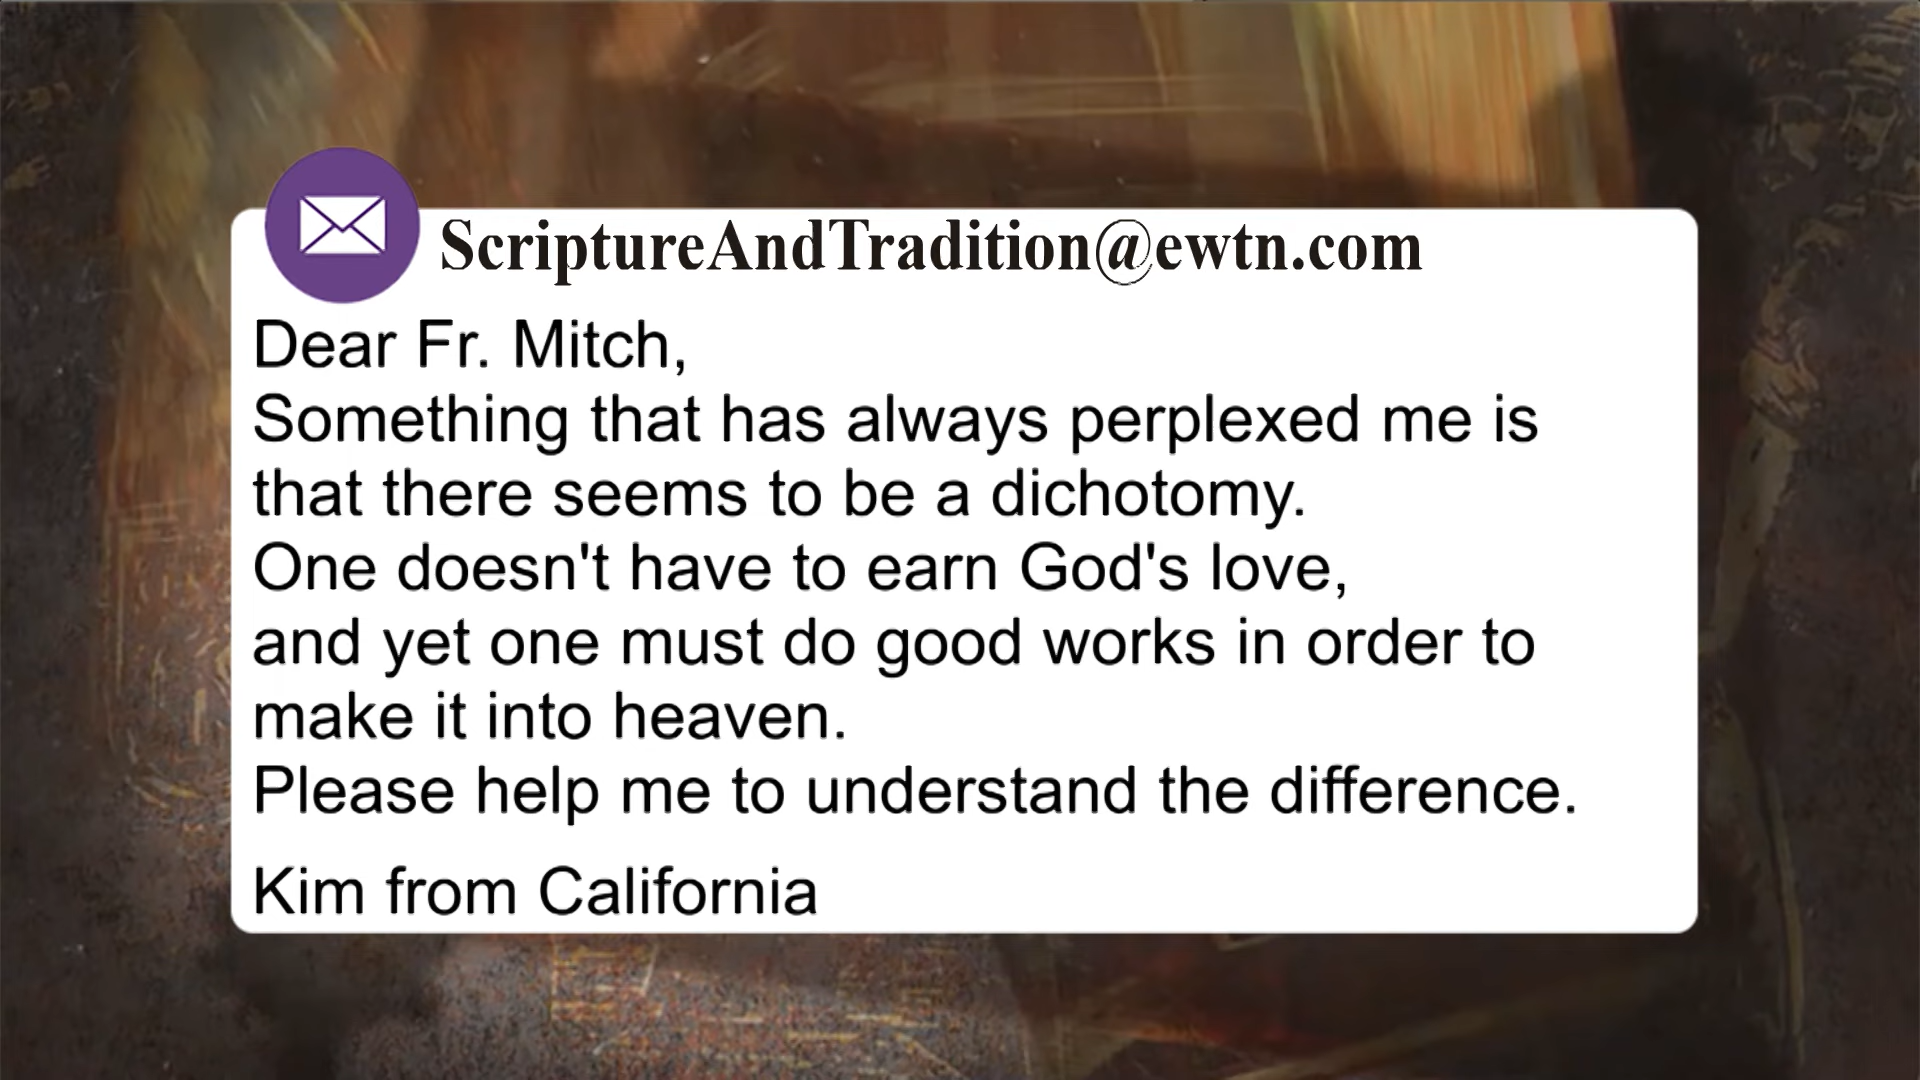 ScriptureAndTradition@ewtn.com
Dear Fr. Mitch,
Something that has always perplexed me is
that there seems to be a dichotomy.
One doesn't have to earn God's love,
and yet one must do good works in order to
make it into heaven.
Please help me to understand the difference.
Kim from California